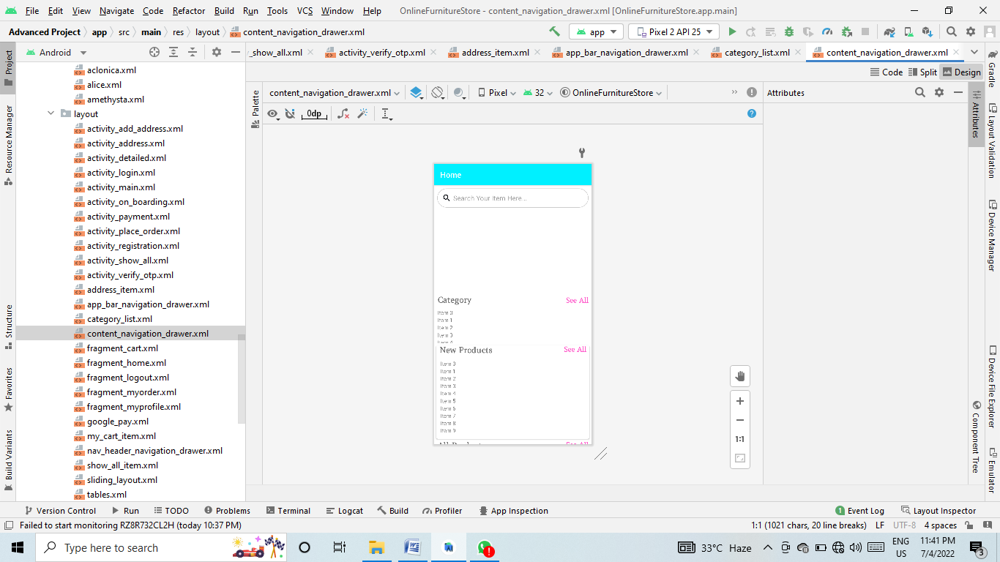 File Edit View Navigate Code Refactor Build Run Tools VCS Window Help OnlineFurnitureStore - content_navigation_drawer.xml [OnlineFurnitureStore.app.main]
Advanced Project app src main res layout content_navigation_drawer.xml app Pixel 2 API 25
Android
_show_all.xml activity_verify_otp.xml address_item.xml app_bar_navigation_drawer.xml category_list.xml content_navigation_drawer.xml
Code Split Design
content_navigation_drawer.xml Pixel 32 OnlineFurnitureStore
Attributes
0dp
Project
Resource Manager
Structure
Favorites
Build Variants
aclonica.xml
alice.xml
amethysta.xml
layout
activity_add_address.xml
activity_address.xml
activity_detailed.xml
activity_login.xml
activity_main.xml
activity_on_boarding.xml
activity_payment.xml
activity_place_order.xml
activity_registration.xml
activity_show_all.xml
activity_verify_otp.xml
address_item.xml
app_bar_navigation_drawer.xml
category_list.xml
content_navigation_drawer.xml
fragment_cart.xml
fragment_home.xml
fragment_logout.xml
fragment_myorder.xml
fragment_myprofile.xml
google_pay.xml
my_cart_item.xml
nav_header_navigation_drawer.xml
show_all_item.xml
sliding_layout.xml
tables.xml
Palette
Home
Search Your Item Here...
Category See All
Item 0
Item 1
Item 2
Item 3
Item 4
New Products See All
Item 0
Item 1
Item 2
Item 3
Item 4
Item 5
Item 6
Item 7
Item 8
Item 9
All Products See All
1:1
Attributes
Component Tree
Gradle
Layout Validation
Device Manager
Device File Explorer
Emulator
Version Control Run TODO Problems Terminal Logcat Build Profiler App Inspection 1 Event Log Layout Inspector
Failed to start monitoring RZ8R732CL2H (today 10:37 PM) 1:1 (1021 chars, 20 line breaks) LF UTF-8 4 spaces
Type here to search
33°C Haze
ENG
US
11:41 PM
7/4/2022
3